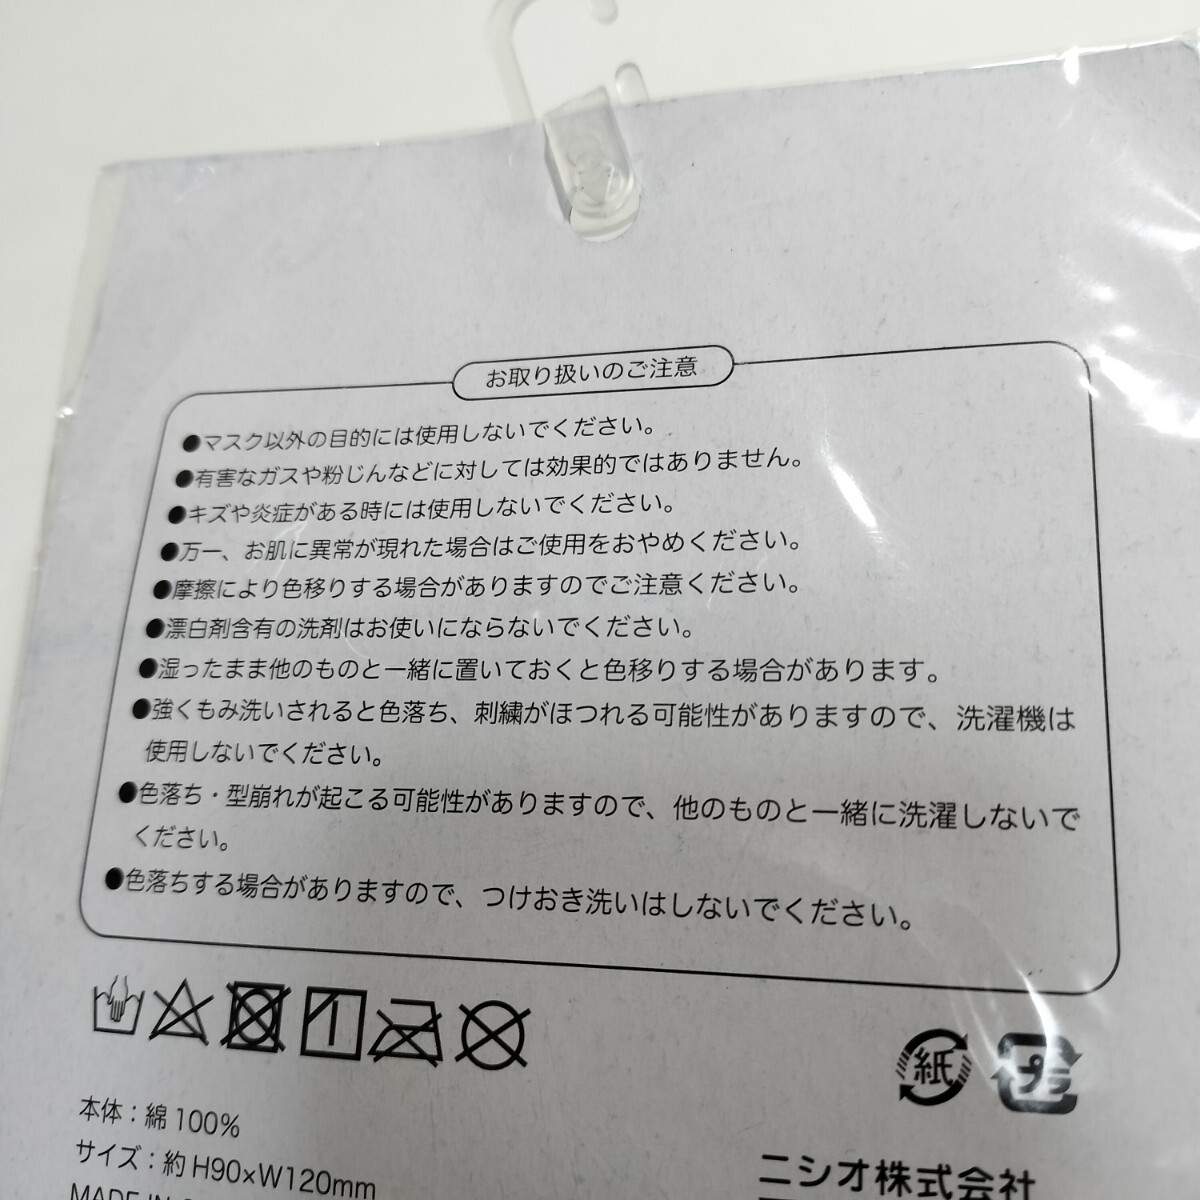 お取り扱いのご注意
●マスク以外の目的には使用しないでください。
●有害なガスや粉じんなどに対しては効果的ではありません。
●キズや炎症がある時には使用しないでください。
●万一、お肌に異常が現れた場合はご使用をおやめください。
●摩擦により色移りする場合がありますのでご注意ください。
●漂白剤含有の洗剤はお使いにならないでください。
●湿ったまま他のものと一緒に置いておくと色移りする場合があります。
●強くもみ洗いされると色落ち、刺繍がほつれる可能性がありますので、洗濯機は
使用しないでください。
●色落ち・型崩れが起こる可能性がありますので、他のものと一緒に洗濯しないで
ください。
●色落ちする場合がありますので、つけおき洗いはしないでください。
紙
プラ
本体：綿100%
サイズ：約H90×W120mm
MADE IN
ニシオ株式会社